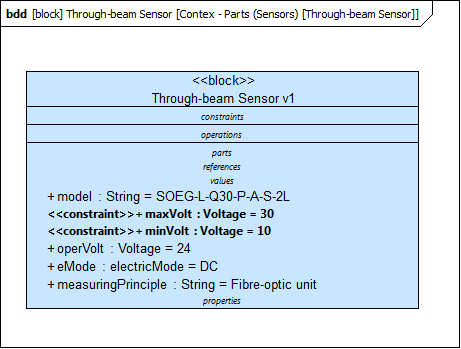 bdd [block] Through-beam Sensor [Contex - Parts (Sensors) [Through-beam Sensor]]
<<block>>
Through-beam Sensor v1
constraints
operations
parts
references
values
+ model : String = SOEG-L-Q30-P-A-S-2L
<<constraint>>+ maxVolt : Voltage = 30
<<constraint>>+ minVolt : Voltage = 10
+ operVolt : Voltage = 24
+ eMode : electricMode = DC
+ measuringPrinciple : String = Fibre-optic unit
properties